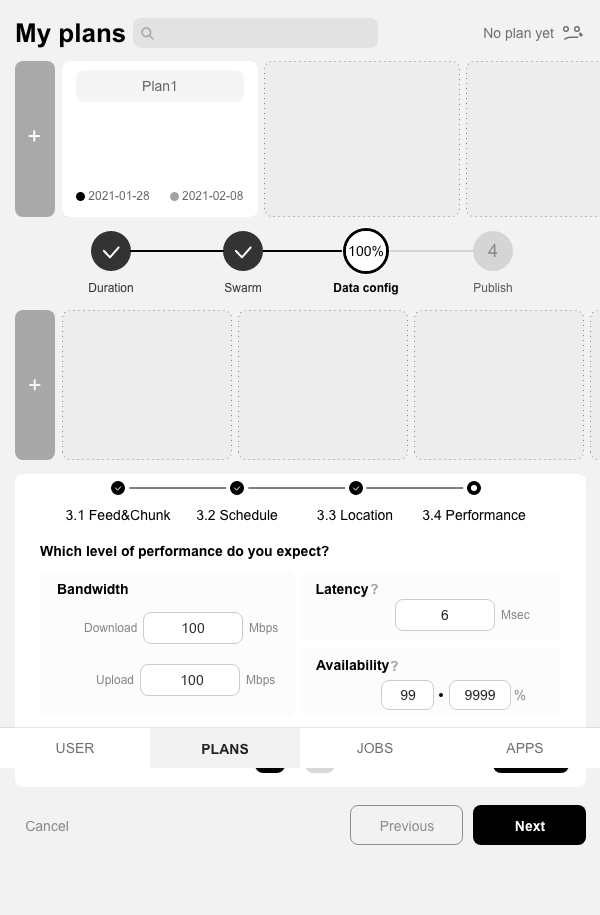 My plans
No plan yet
+
Plan1
2021-01-28 2021-02-08
100% 4
Duration Swarm Data config Publish
+
3.1 Feed&Chunk 3.2 Schedule 3.3 Location 3.4 Performance
Which level of performance do you expect?
Bandwidth
Download 100 Mbps
Upload 100 Mbps
Latency ?
6 Msec
Availability ?
99 • 9999 %
USER PLANS JOBS APPS
Cancel Previous Next